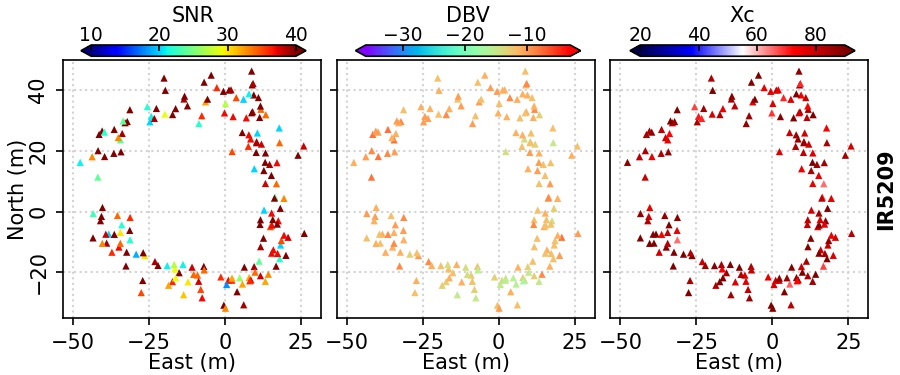 SNR DBV Xc
10 20 30 40 −30 −20 −10 20 40 60 80
40
20
0
−20
North (m)
−50 −25 0 25 −50 −25 0 25 −50 −25 0 25
East (m) East (m) East (m)
IR5209